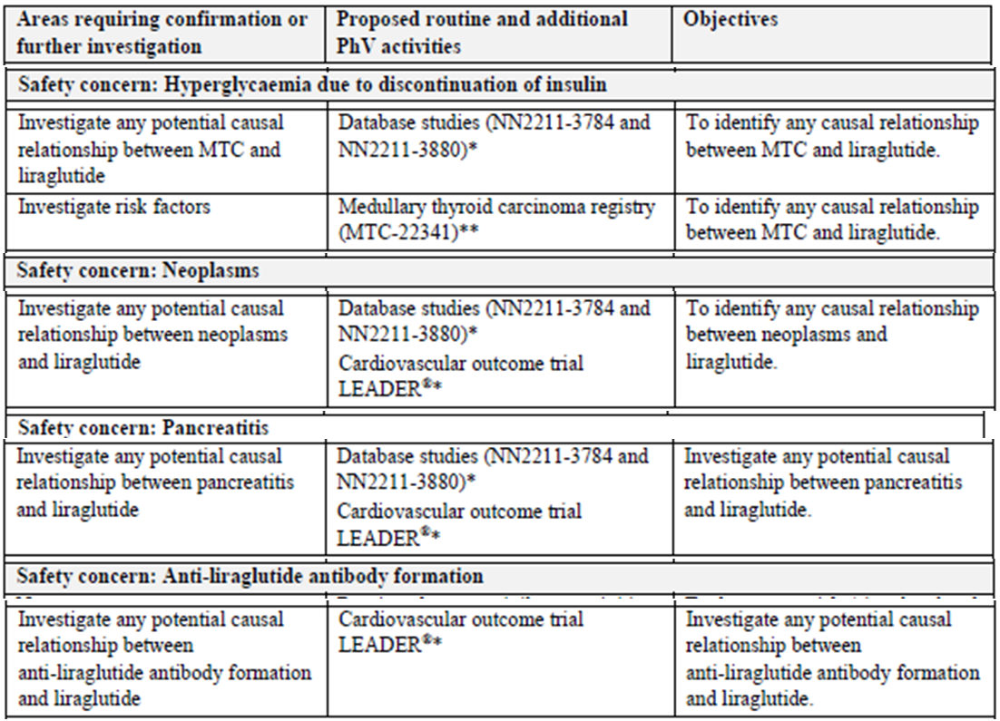 Areas requiring confirmation or
further investigation
Proposed routine and additional
PhV activities
Objectives
Safety concern: Hyperglycaemia due to discontinuation of insulin
Investigate any potential causal
relationship between MTC and
liraglutide
Database studies (NN2211-3784 and
NN2211-3880)*
To identify any causal relationship
between MTC and liraglutide.
Investigate risk factors
Medullary thyroid carcinoma registry
(MTC-22341)**
To identify any causal relationship
between MTC and liraglutide.
Safety concern: Neoplasms
Investigate any potential causal
relationship between neoplasms
and liraglutide
Database studies (NN2211-3784 and
NN2211-3880)*
Cardiovascular outcome trial
LEADER®*
To identify any causal relationship
between neoplasms and
liraglutide.
Safety concern: Pancreatitis
Investigate any potential causal
relationship between pancreatitis
and liraglutide
Database studies (NN2211-3784 and
NN2211-3880)*
Cardiovascular outcome trial
LEADER®*
Investigate any potential causal
relationship between pancreatitis
and liraglutide.
Safety concern: Anti-liraglutide antibody formation
Investigate any potential causal
relationship between
anti-liraglutide antibody formation
and liraglutide
Cardiovascular outcome trial
LEADER®*
Investigate any potential causal
relationship between
anti-liraglutide antibody formation
and liraglutide.